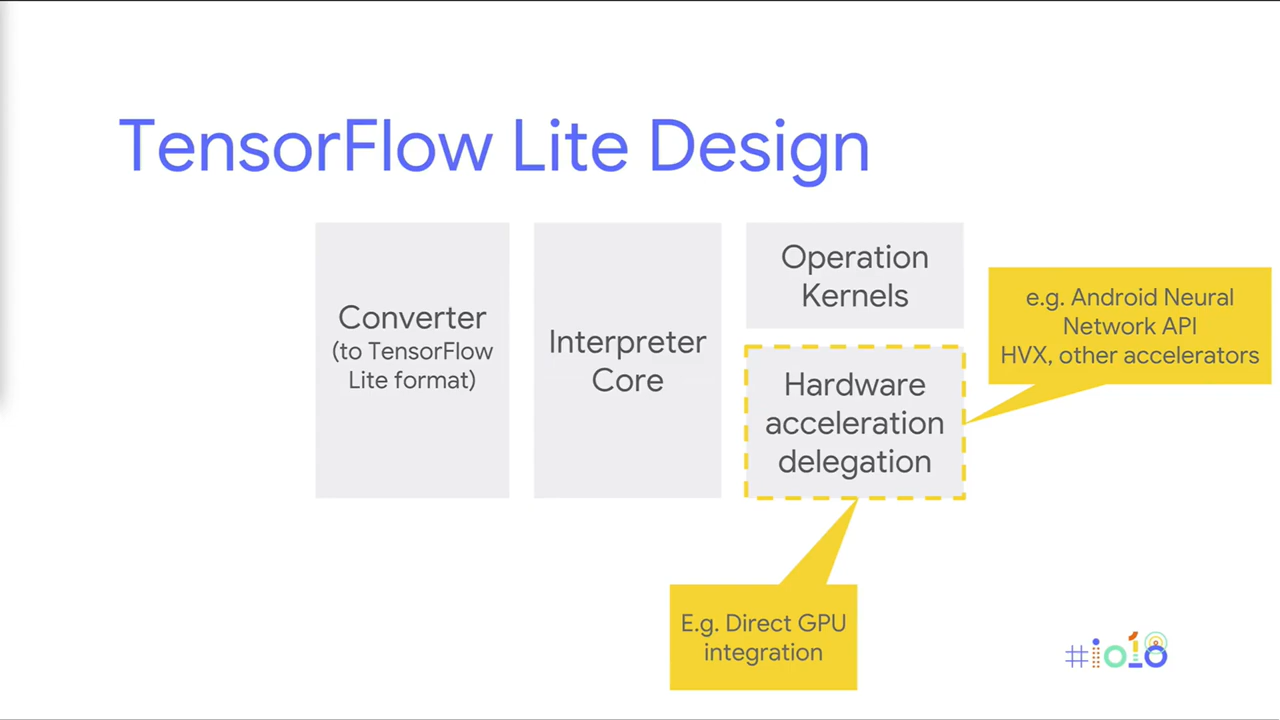 TensorFlow Lite Design
Converter
(to TensorFlow
Lite format)
Interpreter
Core
Operation
Kernels
Hardware
acceleration
delegation
e.g. Android Neural
Network API
HVX, other accelerators
E.g. Direct GPU
integration
#io18